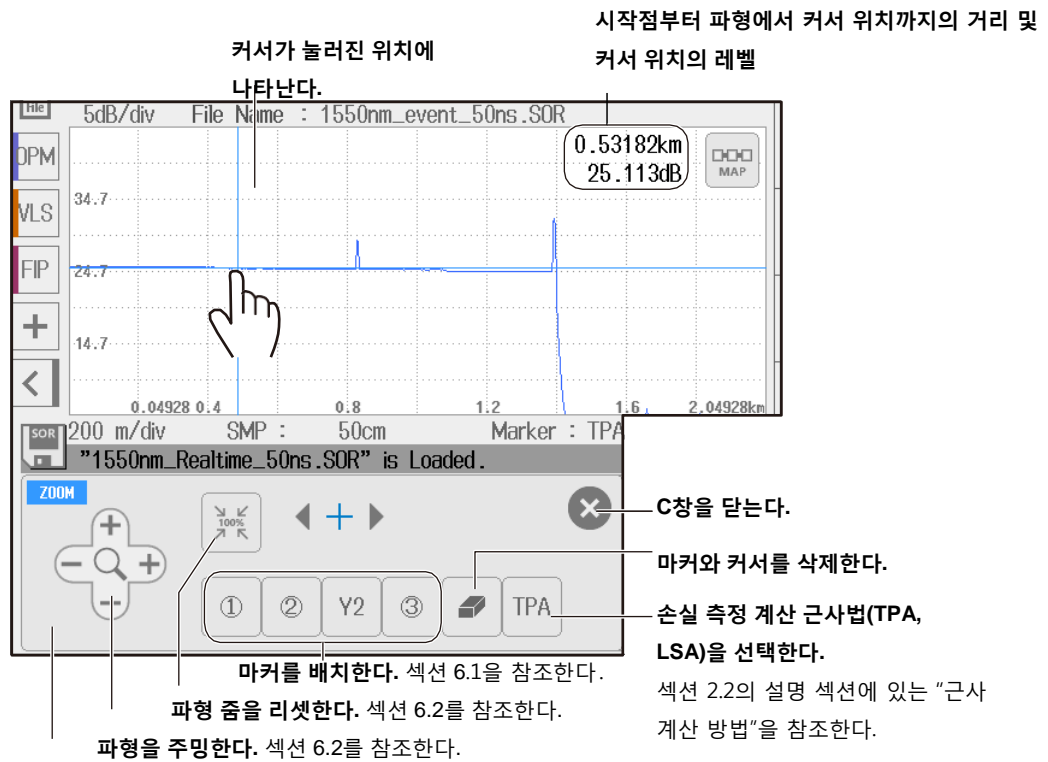 시작점부터 파형에서 커서 위치까지의 거리 및
커서 위치의 레벨
커서가 눌러진 위치에
나타난다.
File
5dB/div File Name : 1550nm_event_50ns.SOR
0.53182km
25.113dB
MAP
OPM
VLS
FIP
34.7
24.7
14.7
0.04928 0.4 0.8 1.2 1.6 2.04928km
SOR
200 m/div SMP : 50cm Marker : TPA
"1550nm_Realtime_50ns.SOR" is Loaded.
ZOOM
100%
① ② Y2 ③ TPA
C창을 닫는다.
마커와 커서를 삭제한다.
손실 측정 계산 근사법(TPA,
LSA)을 선택한다.
섹션 2.2의 설명 섹션에 있는 “근사
계산 방법”을 참조한다.
마커를 배치한다. 섹션 6.1을 참조한다.
파형 줌을 리셋한다. 섹션 6.2를 참조한다.
파형을 주밍한다. 섹션 6.2를 참조한다.